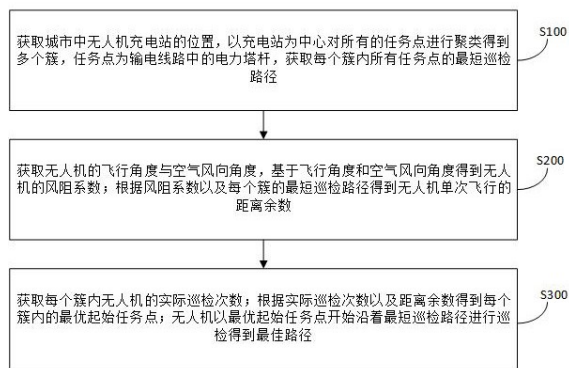 获取城市中无人机充电站的位置，以充电站为中心对所有的任务点进行聚类得到
多个簇，任务点为输电线路中的电力塔杆，获取每个簇内所有任务点的最短巡检
路径
S100
获取无人机的飞行角度与空气风向角度，基于飞行角度和空气风向角度得到无人
机的风阻系数；根据风阻系数以及每个簇的最短巡检路径得到无人机单次飞行的
距离余数
S200
获取每个簇内无人机的实际巡检次数；根据实际巡检次数以及距离余数得到每个
簇内的最优起始任务点；无人机以最优起始任务点开始沿着最短巡检路径进行巡
检得到最佳路径
S300